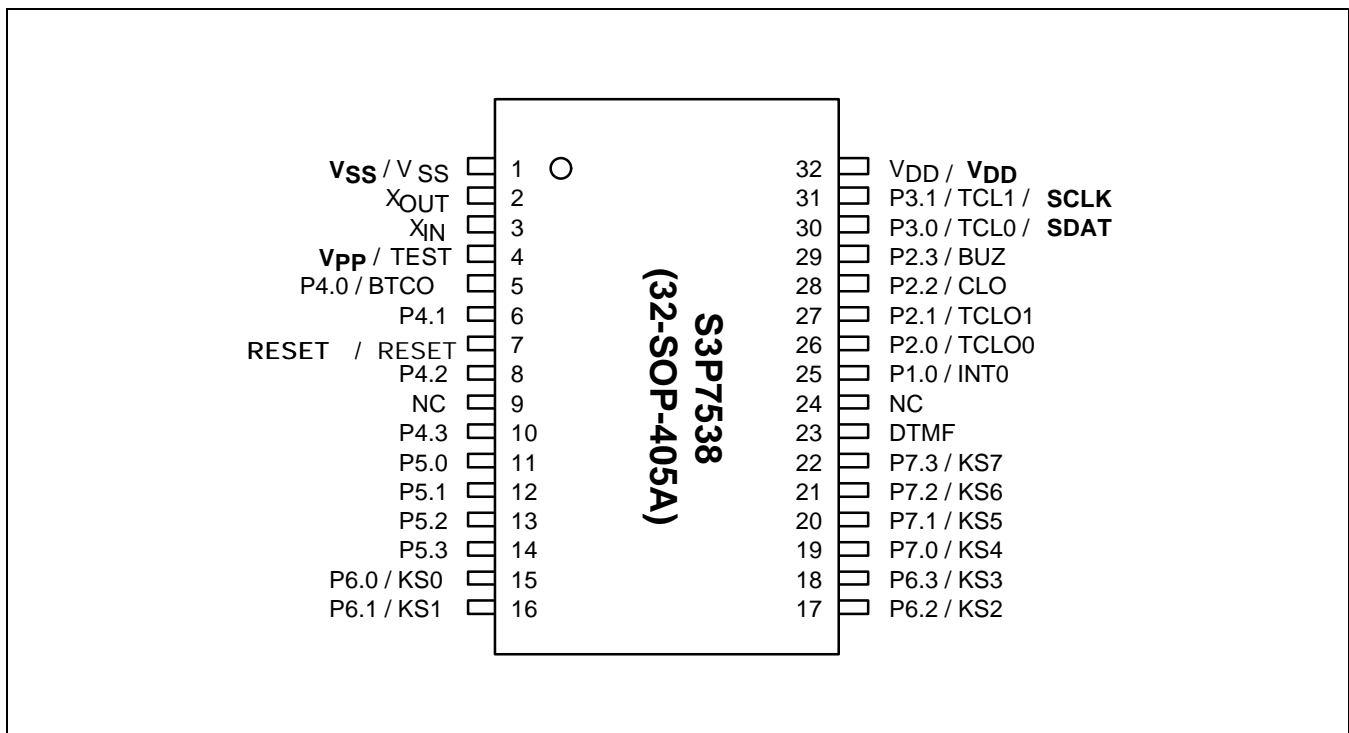 VSS / VSS 1
XOUT 2
XIN 3
VPP / TEST 4
P4.0 / BTCO 5
P4.1 6
RESET / RESET 7
P4.2 8
NC 9
P4.3 10
P5.0 11
P5.1 12
P5.2 13
P5.3 14
P6.0 / KS0 15
P6.1 / KS1 16
S3P7538
(32-SOP-405A)
32 VDD / VDD
31 P3.1 / TCL1 / SCLK
30 P3.0 / TCL0 / SDAT
29 P2.3 / BUZ
28 P2.2 / CLO
27 P2.1 / TCLO1
26 P2.0 / TCLO0
25 P1.0 / INT0
24 NC
23 DTMF
22 P7.3 / KS7
21 P7.2 / KS6
20 P7.1 / KS5
19 P7.0 / KS4
18 P6.3 / KS3
17 P6.2 / KS2